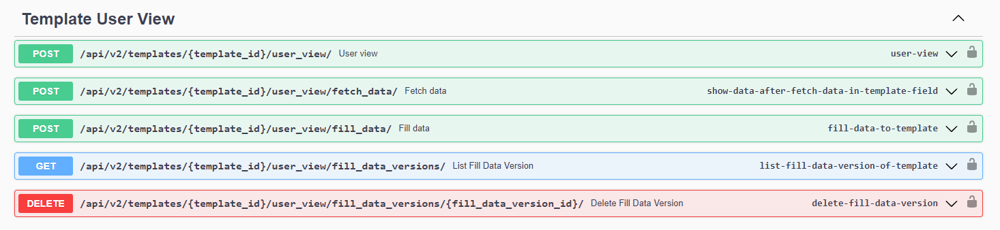 Template User View
POST /api/v2/templates/{template_id}/user_view/ User view user-view
POST /api/v2/templates/{template_id}/user_view/fetch_data/ Fetch data show-data-after-fetch-data-in-template-field
POST /api/v2/templates/{template_id}/user_view/fill_data/ Fill data fill-data-to-template
GET /api/v2/templates/{template_id}/user_view/fill_data_versions/ List Fill Data Version list-fill-data-version-of-template
DELETE /api/v2/templates/{template_id}/user_view/fill_data_versions/{fill_data_version_id}/ Delete Fill Data Version delete-fill-data-version